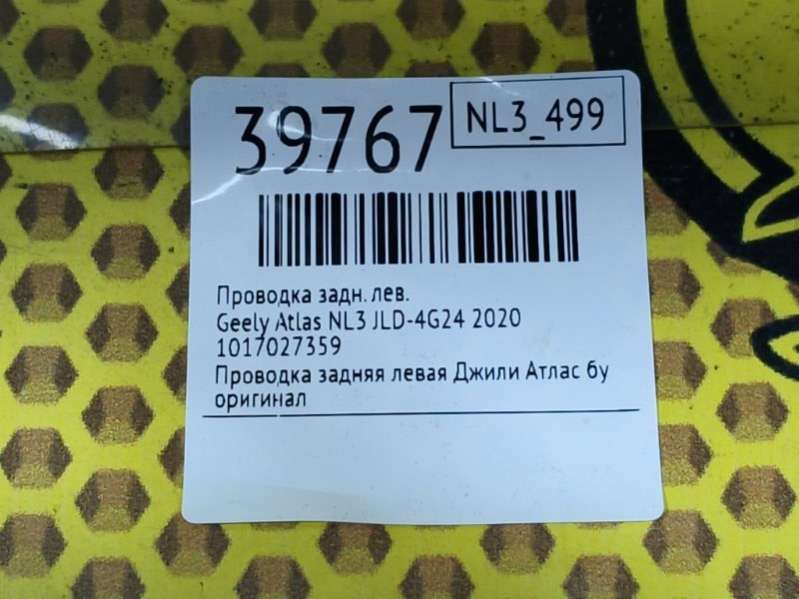 39767
NL3_499
Проводка задн. лев.
Geely Atlas NL3 JLD-4G24 2020
1017027359
Проводка задняя левая Джили Атлас бу
оригинал